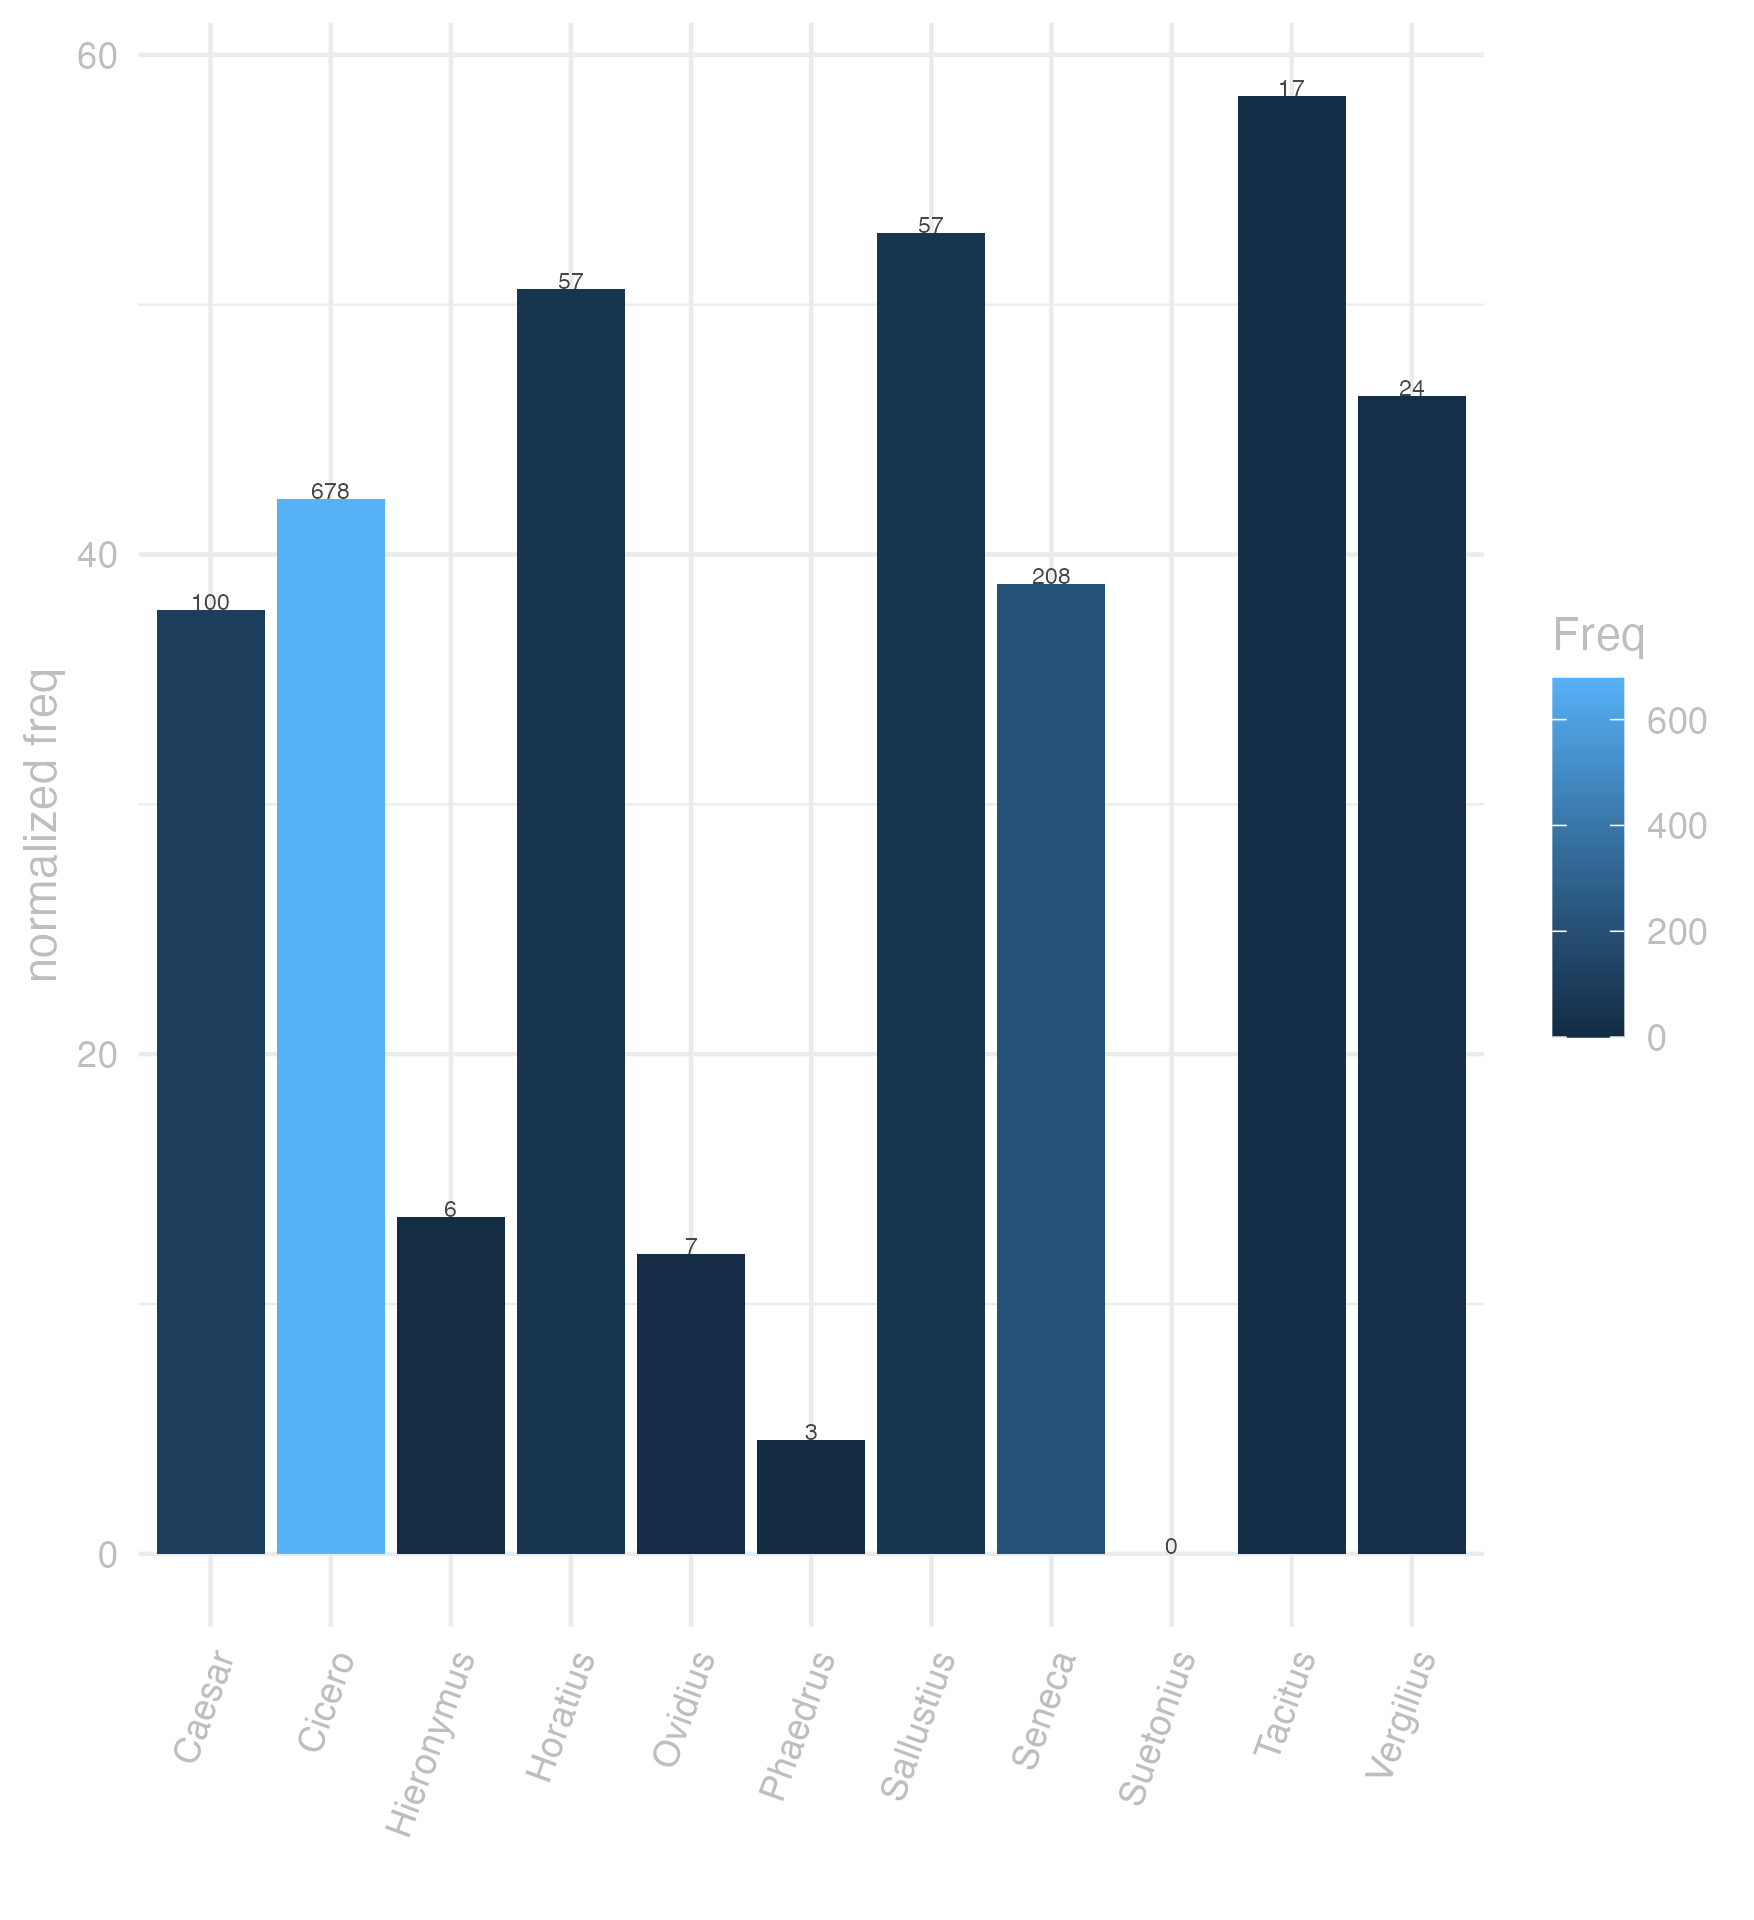 60
40
20
0
normalized freq
100
678
6
57
7
3
57
208
0
17
24
Caesar
Cicero
Hieronymus
Horatius
Ovidius
Phaedrus
Sallustius
Seneca
Suetonius
Tacitus
Vergilius
Freq
600
400
200
0